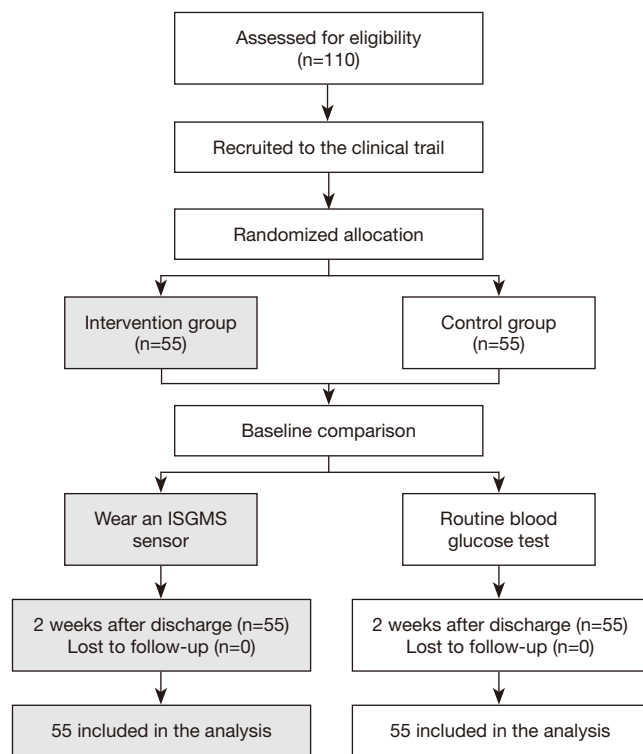 Assessed for eligibility
(n=110)
Recruited to the clinical trail
Randomized allocation
Intervention group
(n=55)
Control group
(n=55)
Baseline comparison
Wear an ISGMS
sensor
Routine blood
glucose test
2 weeks after discharge (n=55)
Lost to follow-up (n=0)
2 weeks after discharge (n=55)
Lost to follow-up (n=0)
55 included in the analysis
55 included in the analysis